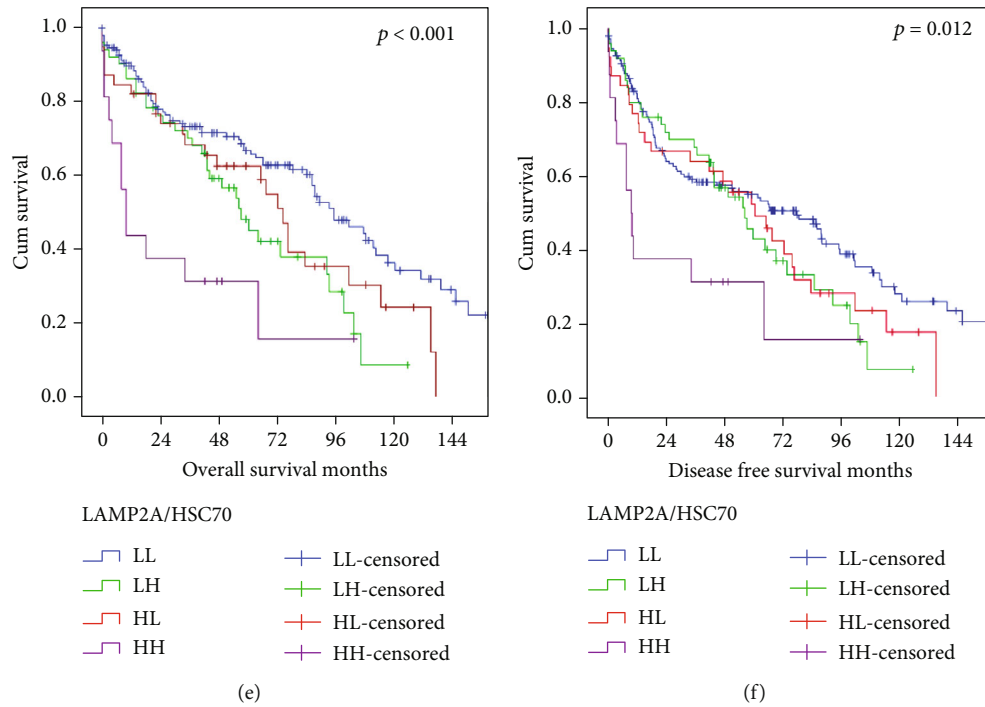 p < 0.001
Cum survival
1.0
0.8
0.6
0.4
0.2
0.0
0 24 48 72 96 120 144
Overall survival months
LAMP2A/HSC70
LL LL-censored
LH LH-censored
HL HL-censored
HH HH-censored
(e)
p = 0.012
Cum survival
1.0
0.8
0.6
0.4
0.2
0.0
0 24 48 72 96 120 144
Disease free survival months
LAMP2A/HSC70
LL LL-censored
LH LH-censored
HL HL-censored
HH HH-censored
(f)